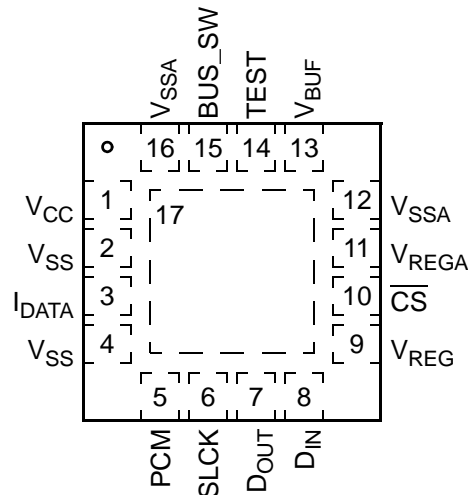 VSSA
BUS_SW
TEST
VBUF
16
15
14
13
VCC
1
17
12
VSSA
VSS
2
11
VREGA
IDATA
3
10
CS
VSS
4
9
VREG
5
6
7
8
PCM
SLCK
DOUT
DIN